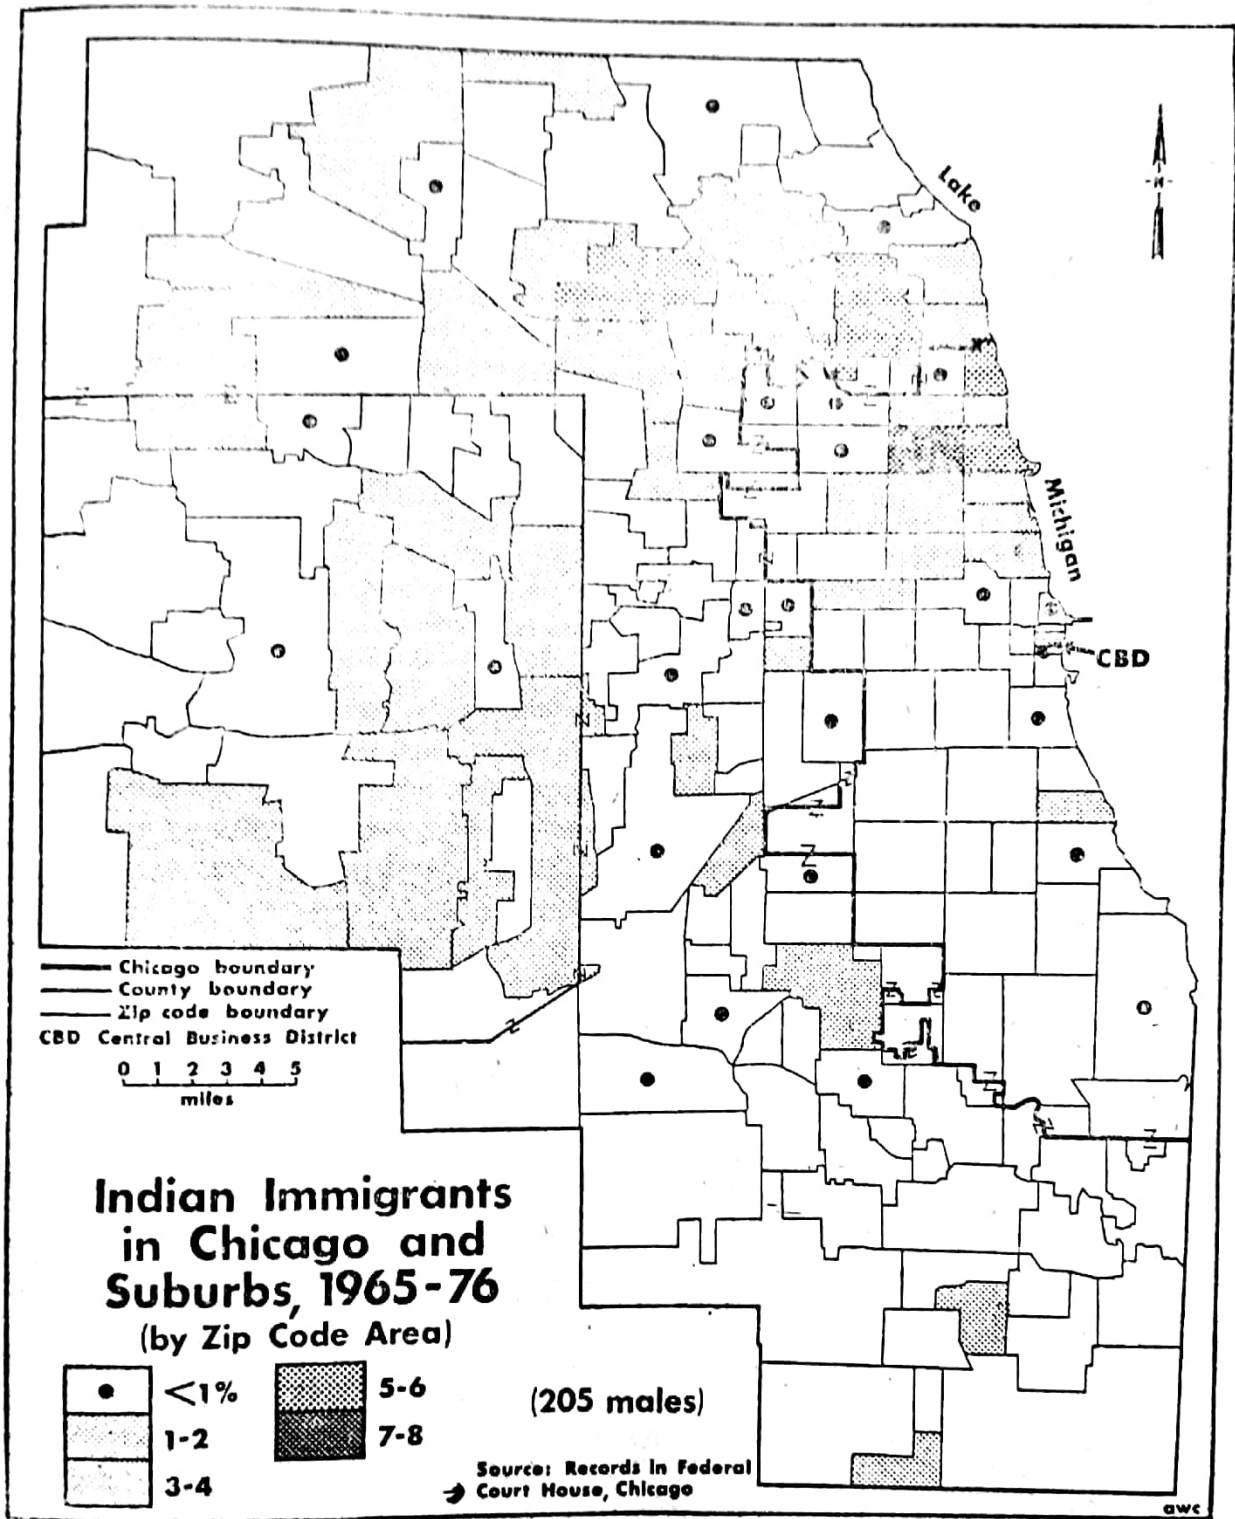 Lake
N
Michigan
CBD
Chicago boundary
County boundary
Zip code boundary
CBD Central Business District
0 1 2 3 4 5
miles
Indian Immigrants
in Chicago and
Suburbs, 1965-76
(by Zip Code Area)
<1%
1-2
3-4
5-6
7-8
(205 males)
Source: Records in Federal
Court House, Chicago
awc